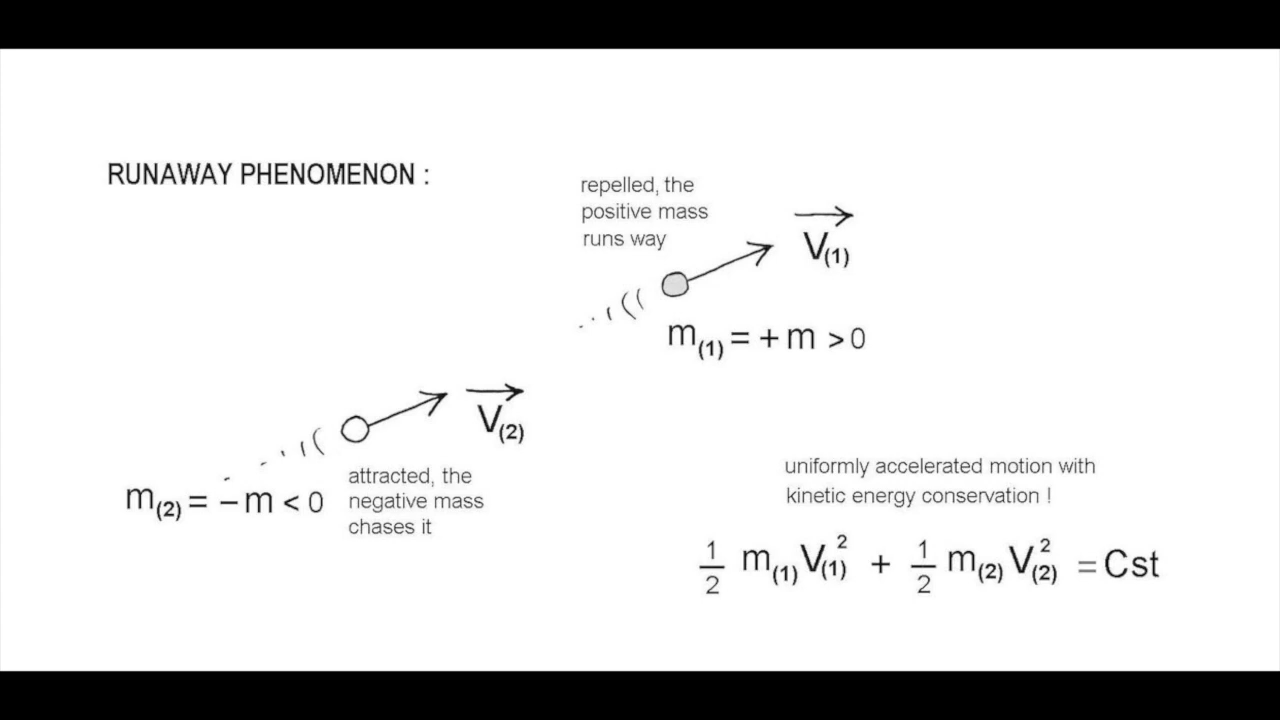 RUNAWAY PHENOMENON :
repelled, the
positive mass
runs way
V(1)
m(1) = + m > 0
V(2)
m(2) = – m < 0
attracted, the
negative mass
chases it
uniformly accelerated motion with
kinetic energy conservation !
1/2 m(1) V(1)² + 1/2 m(2) V(2)² = Cst